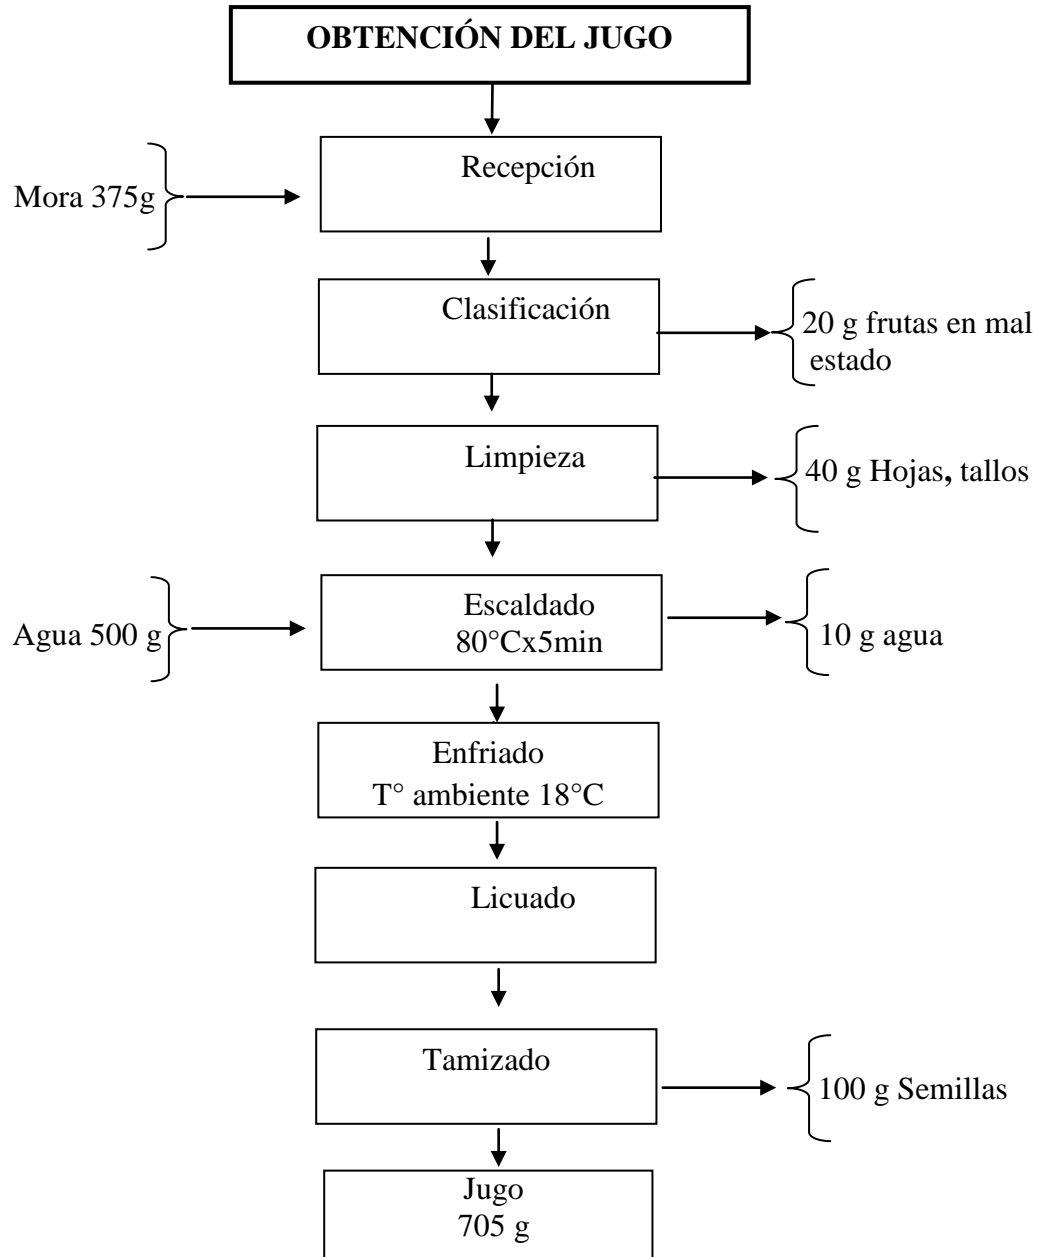 OBTENCIÓN DEL JUGO
Recepción
Mora 375g
Clasificación
20 g frutas en mal
estado
Limpieza
40 g Hojas, tallos
Escaldado
80°Cx5min
Agua 500 g
10 g agua
Enfriado
T° ambiente 18°C
Licuado
Tamizado
100 g Semillas
Jugo
705 g